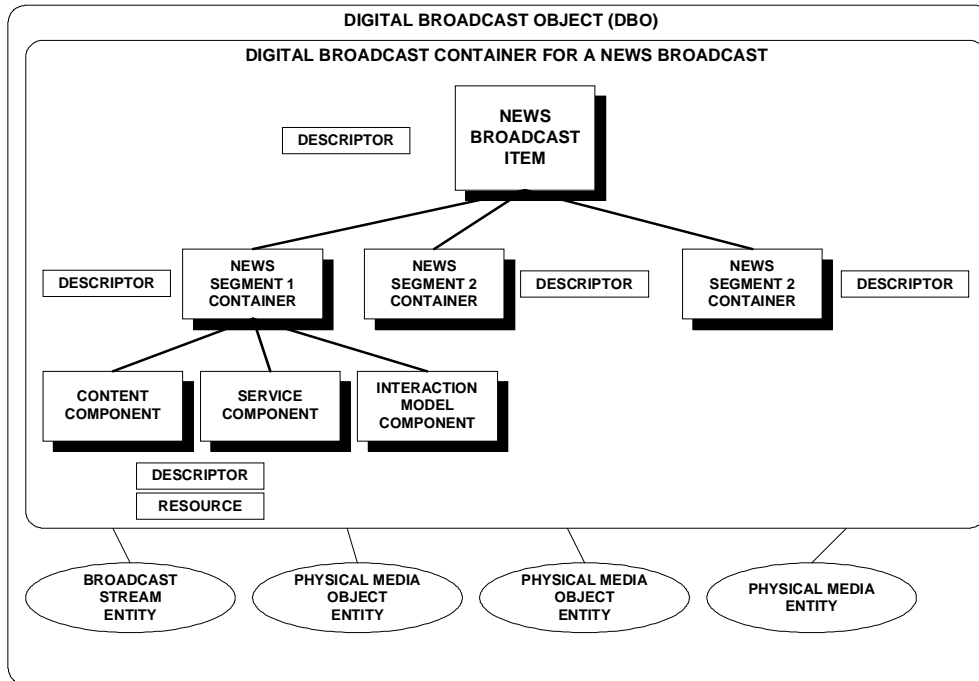 DIGITAL BROADCAST OBJECT (DBO)
DIGITAL BROADCAST CONTAINER FOR A NEWS BROADCAST
NEWS
BROADCAST
ITEM
DESCRIPTOR
DESCRIPTOR
NEWS
SEGMENT 1
CONTAINER
NEWS
SEGMENT 2
CONTAINER
DESCRIPTOR
NEWS
SEGMENT 2
CONTAINER
DESCRIPTOR
CONTENT
COMPONENT
SERVICE
COMPONENT
INTERACTION
MODEL
COMPONENT
DESCRIPTOR
RESOURCE
BROADCAST
STREAM
ENTITY
PHYSICAL MEDIA
OBJECT
ENTITY
PHYSICAL MEDIA
OBJECT
ENTITY
PHYSICAL MEDIA
ENTITY